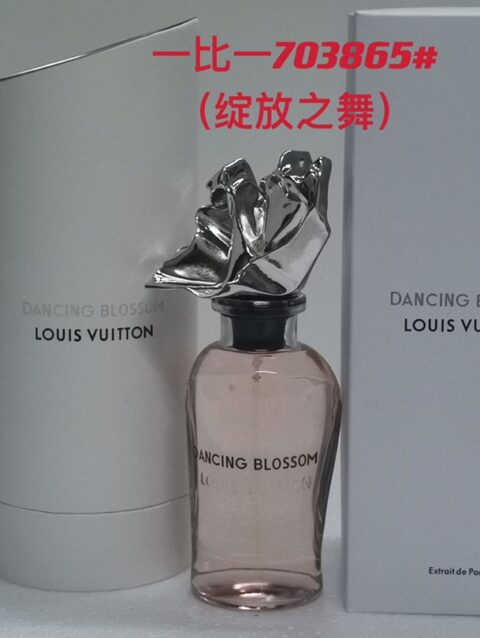 一比一703865#
（绽放之舞）
DANCING BLOSSOM
LOUIS VUITTON
DANCING B
LOUIS VU
DANCING BLOSSOM
LOUIS VUITTON
Extrait de Par